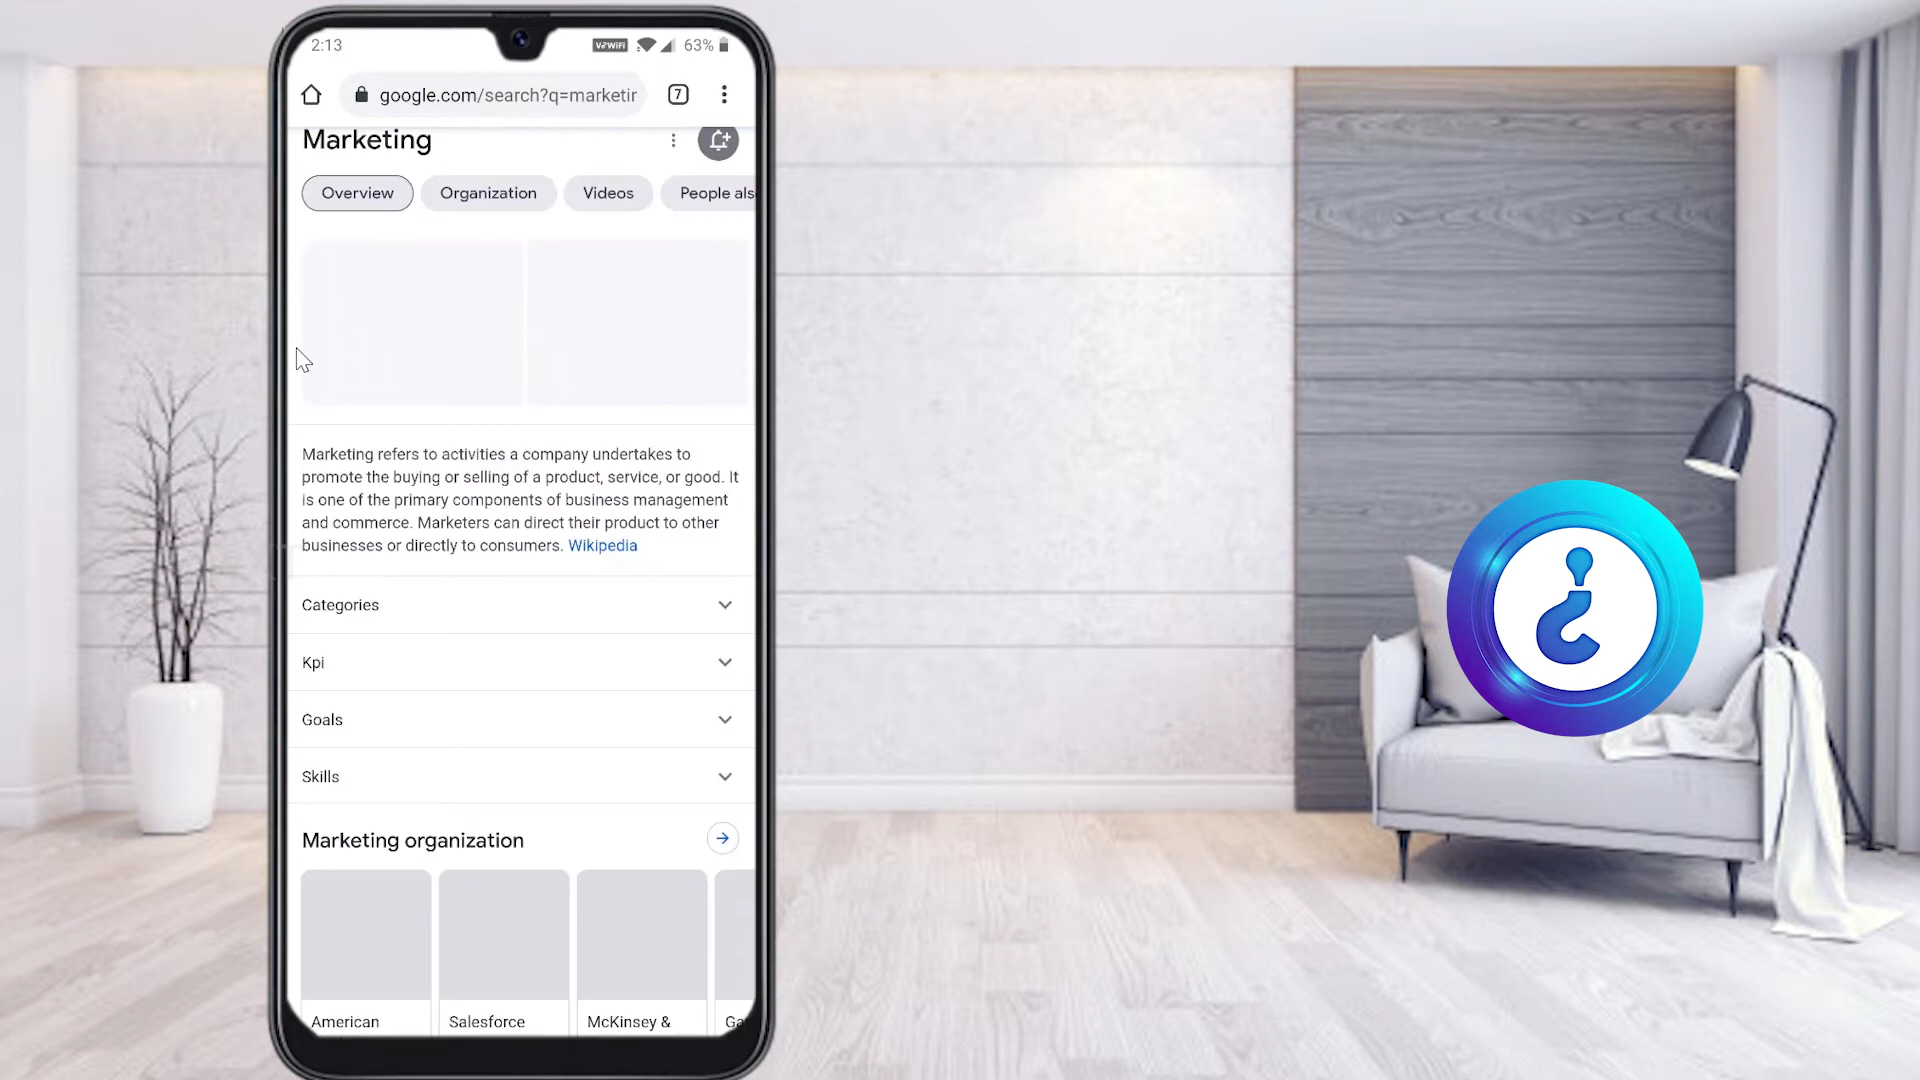 2:13
VoWiFi
63%
google.com/search?q=marketir
7
Marketing
Overview
Organization
Videos
People als
Marketing refers to activities a company undertakes to
promote the buying or selling of a product, service, or good. It
is one of the primary components of business management
and commerce. Marketers can direct their product to other
businesses or directly to consumers. Wikipedia
Categories
Kpi
Goals
Skills
Marketing organization
American
Salesforce
McKinsey &
Ga